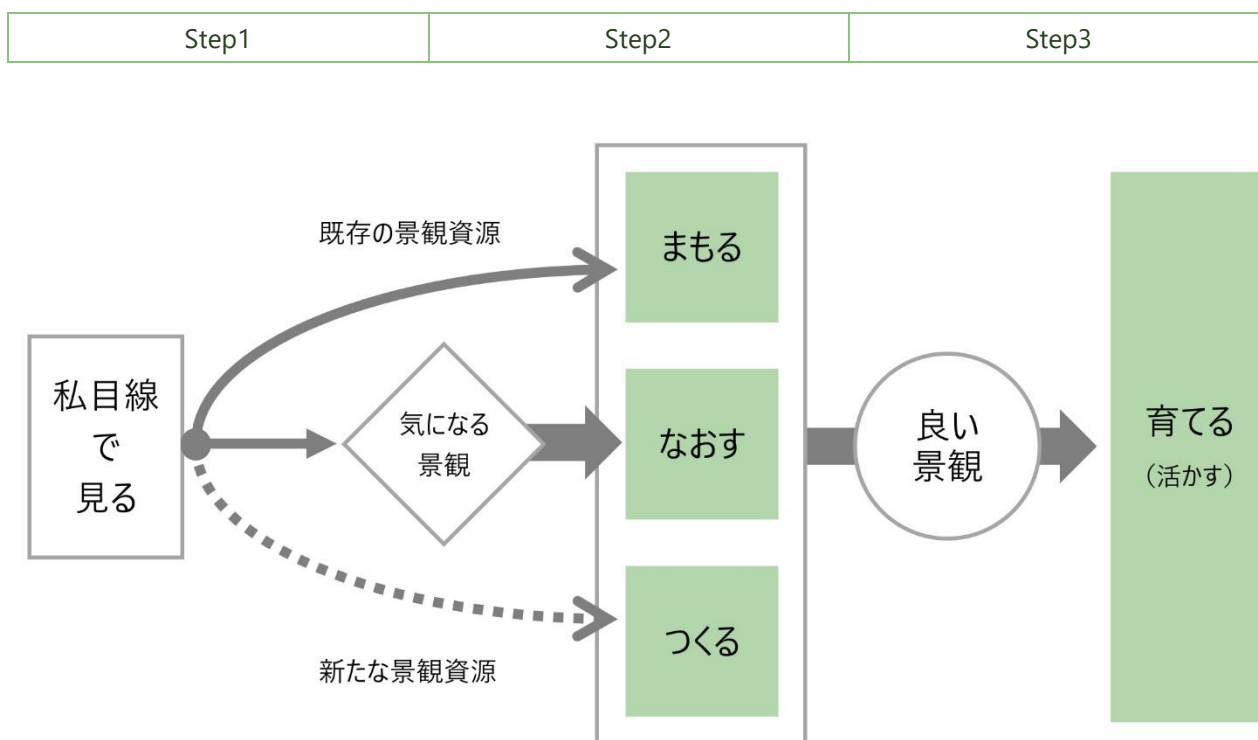 Step1
Step2
Step3
既存の景観資源
まもる
私目線
で
見る
気になる
景観
なおす
良い
景観
育てる
（活かす）
つくる
新たな景観資源